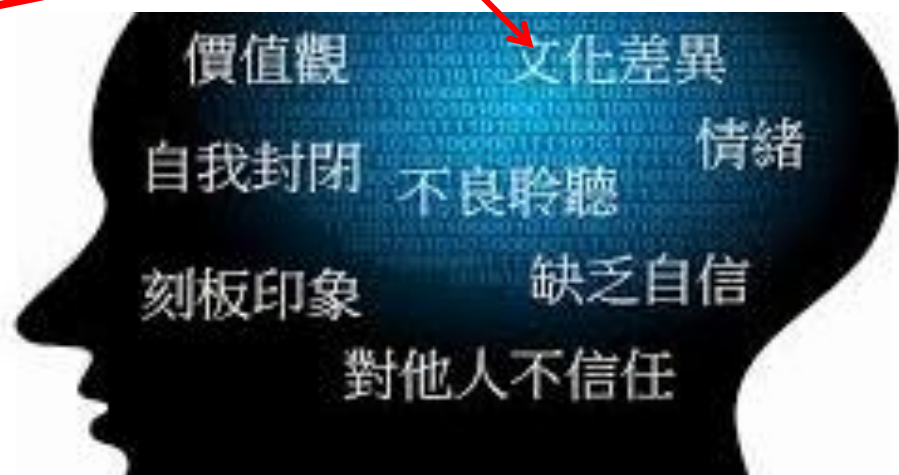 價值觀 文化差異
情緒
自我封閉 不良聆聽
刻板印象 缺乏自信
對他人不信任